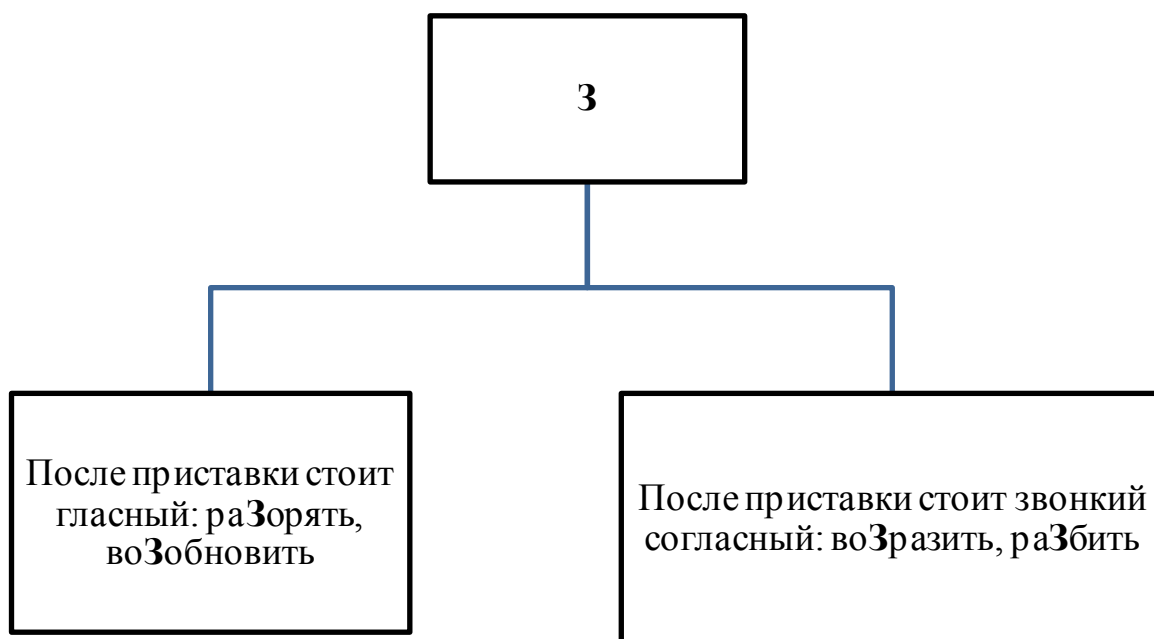 З
После приставки стоит
гласный: раЗорять,
воЗобновить
После приставки стоит звонкий
согласный: воЗразить, раЗбить